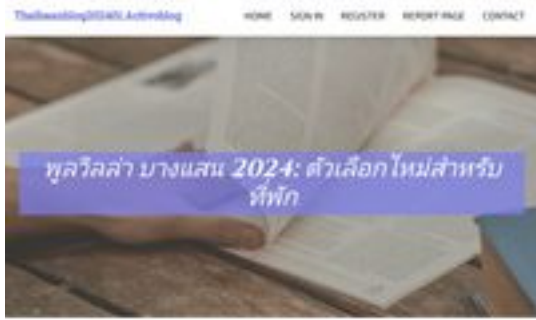 HOME SIGN IN REGISTER REPORT PAGE CONTACT
พูลวิลล่า บางแสน 2024: ตัวเลือกใหม่สำหรับ
ที่พัก